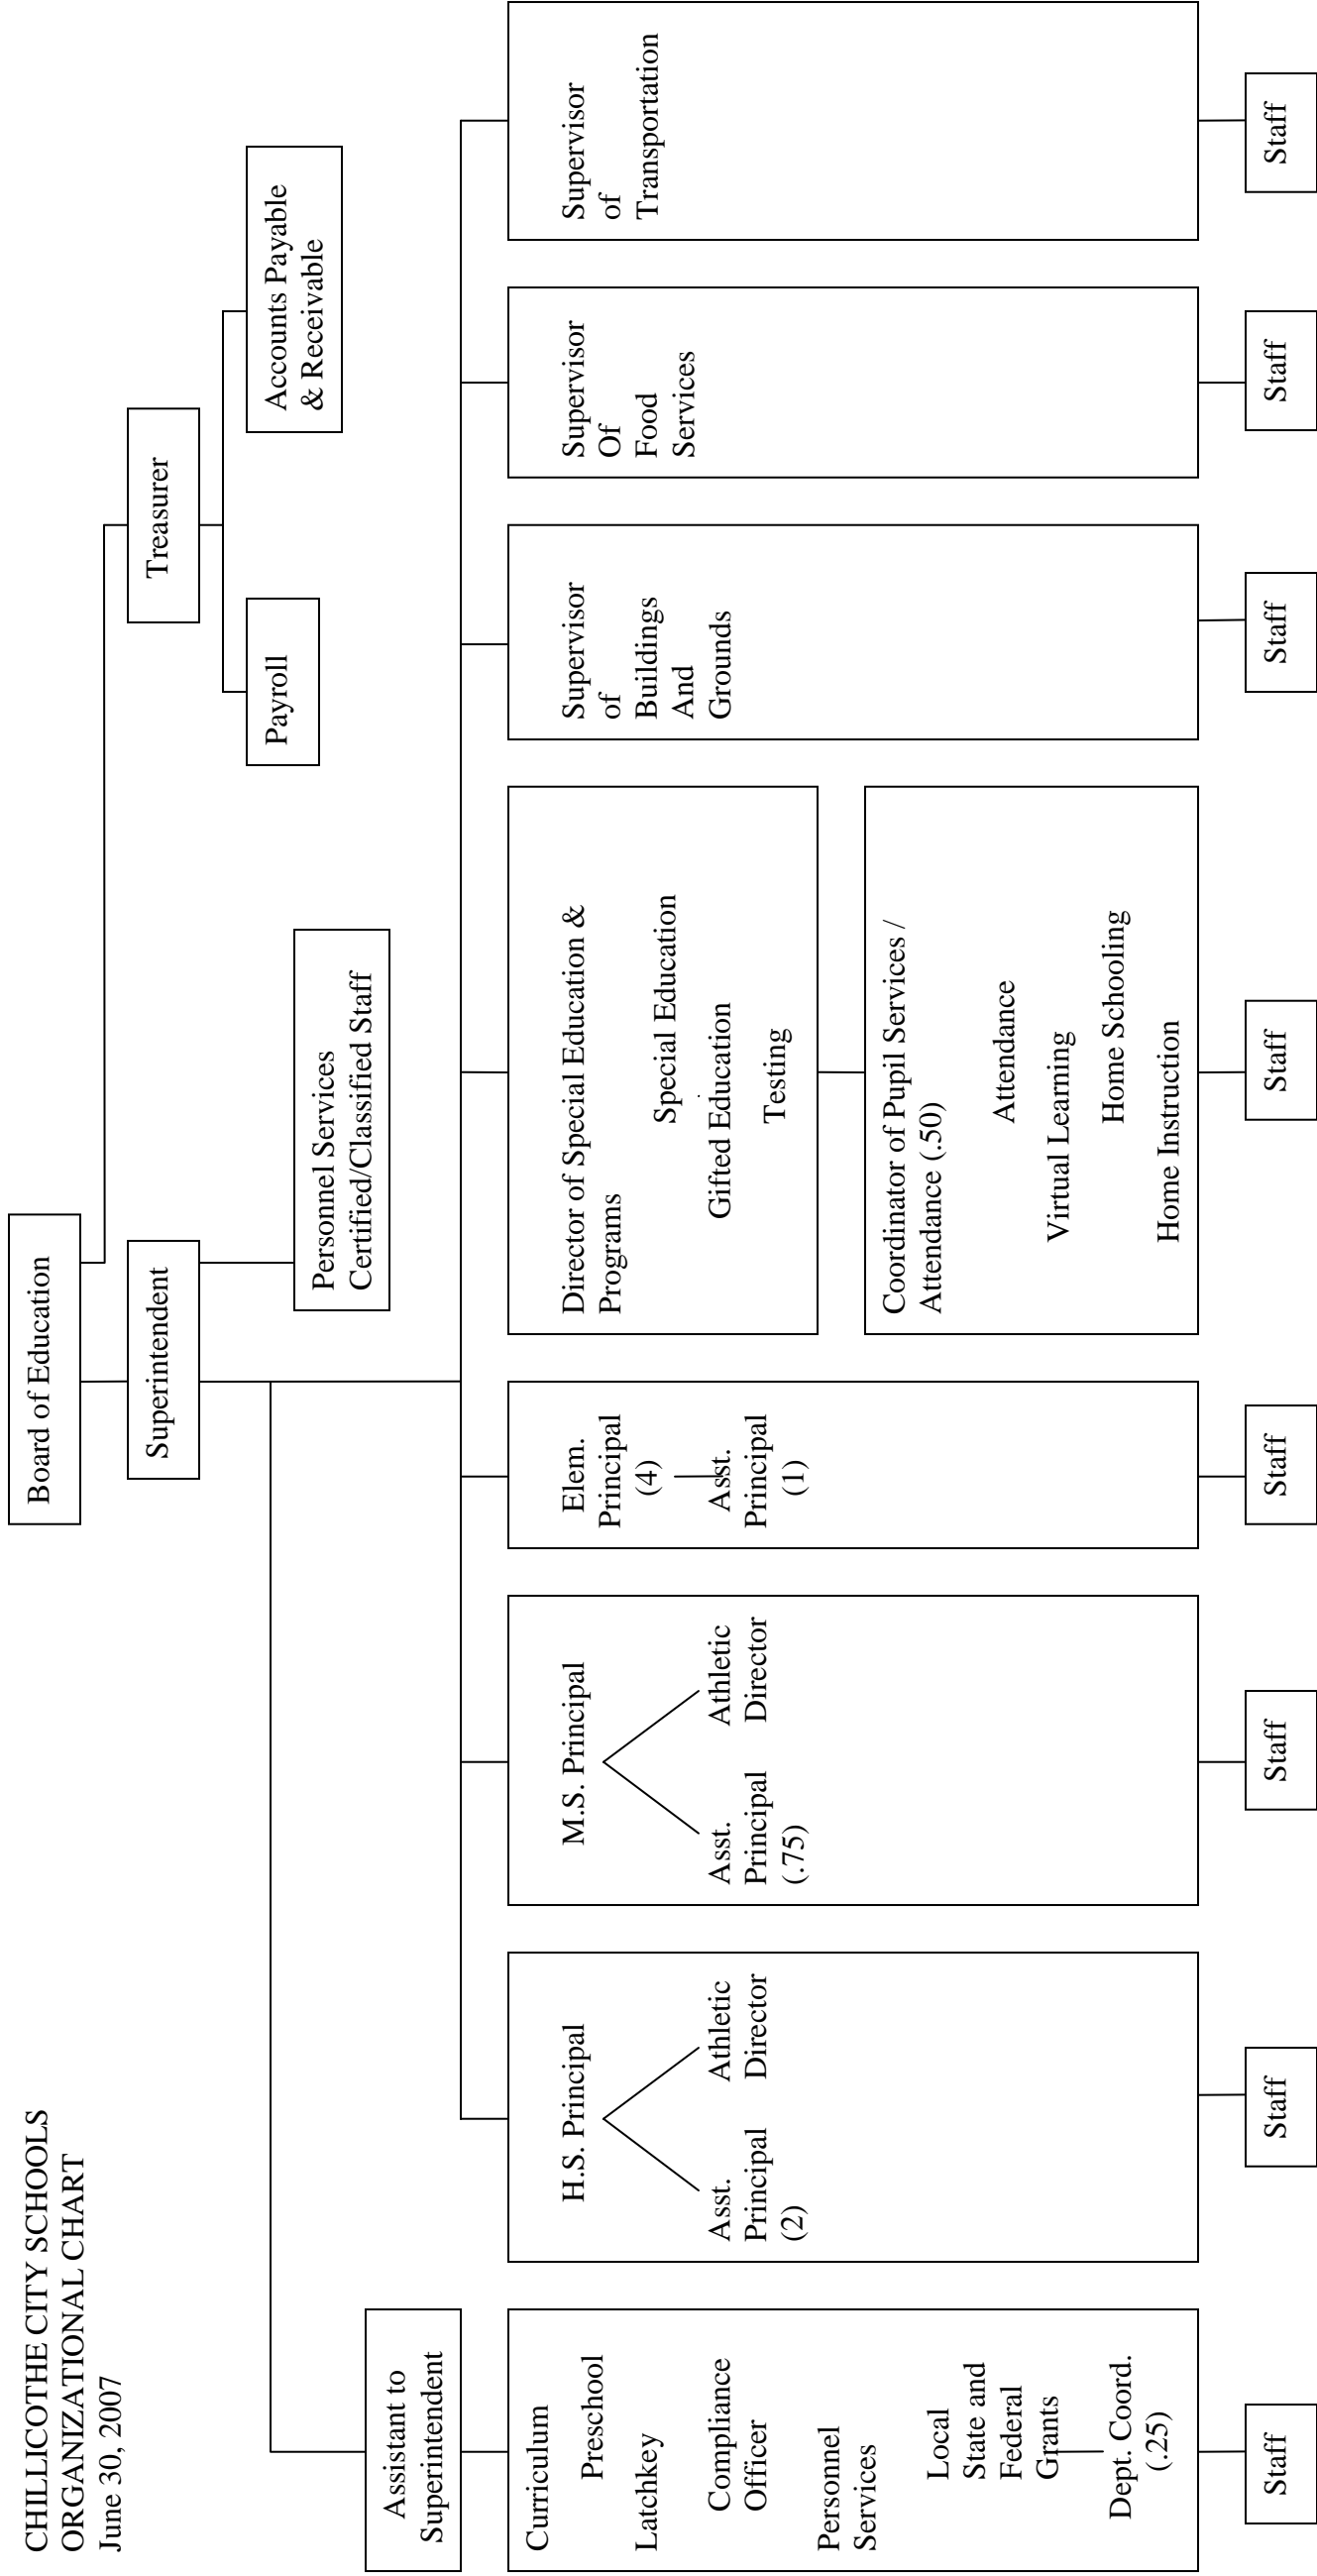 CHILLICOTHE CITY SCHOOLS
ORGANIZATIONAL CHART
June 30, 2007
Board of Education
Superintendent
Treasurer
Payroll
Accounts Payable
& Receivable
Personnel Services
Certified/Classified Staff
Assistant to
Superintendent
Curriculum
Preschool
Latchkey
Compliance
Officer
Personnel
Services
Local
State and
Federal
Grants
Dept. Coord.
(.25)
Staff
H.S. Principal
Asst.
Principal
(2)
Athletic
Director
Staff
M.S. Principal
Asst.
Principal
(.75)
Athletic
Director
Staff
Elem.
Principal
(4)
Asst.
Principal
(1)
Staff
Director of Special Education &
Programs
Special Education
Gifted Education
Testing
Coordinator of Pupil Services /
Attendance (.50)
Attendance
Virtual Learning
Home Schooling
Home Instruction
Staff
Supervisor
of
Buildings
And
Grounds
Staff
Supervisor
Of
Food
Services
Staff
Supervisor
of
Transportation
Staff